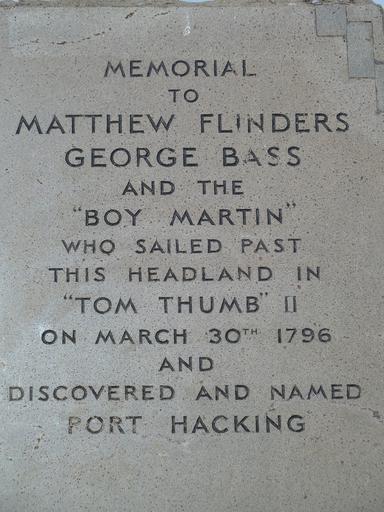 MEMORIAL
TO
MATTHEW FLINDERS
GEORGE BASS
AND THE
"BOY MARTIN"
WHO SAILED PAST
THIS HEADLAND IN
"TOM THUMB" II
ON MARCH 30TH 1796
AND
DISCOVERED AND NAMED
PORT HACKING